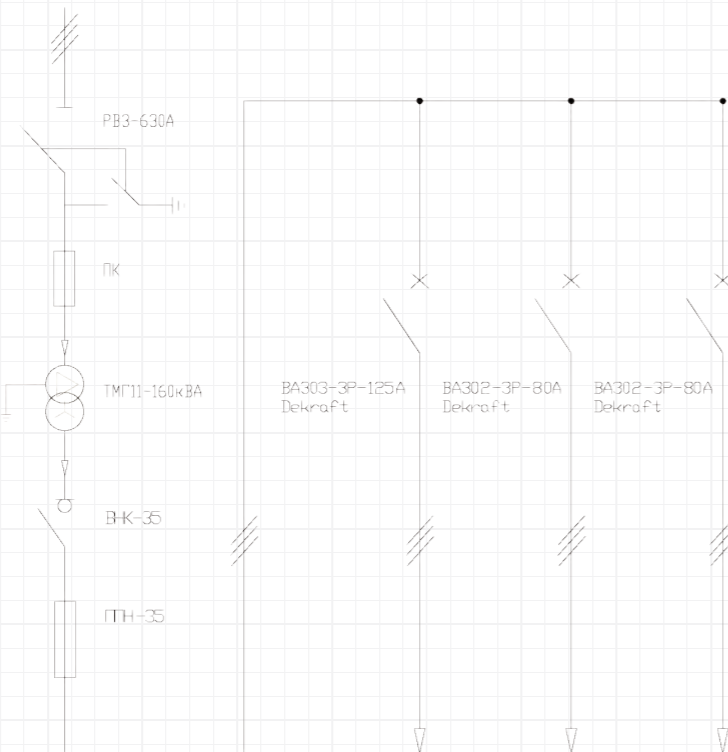 РВЗ-630А
ПК
ТМГ11-160кВА
ВА303-3Р-125А
Dekraft
ВА302-3Р-80А
Dekraft
ВА302-3Р-80А
Dekraft
ВНК-35
ППН-35